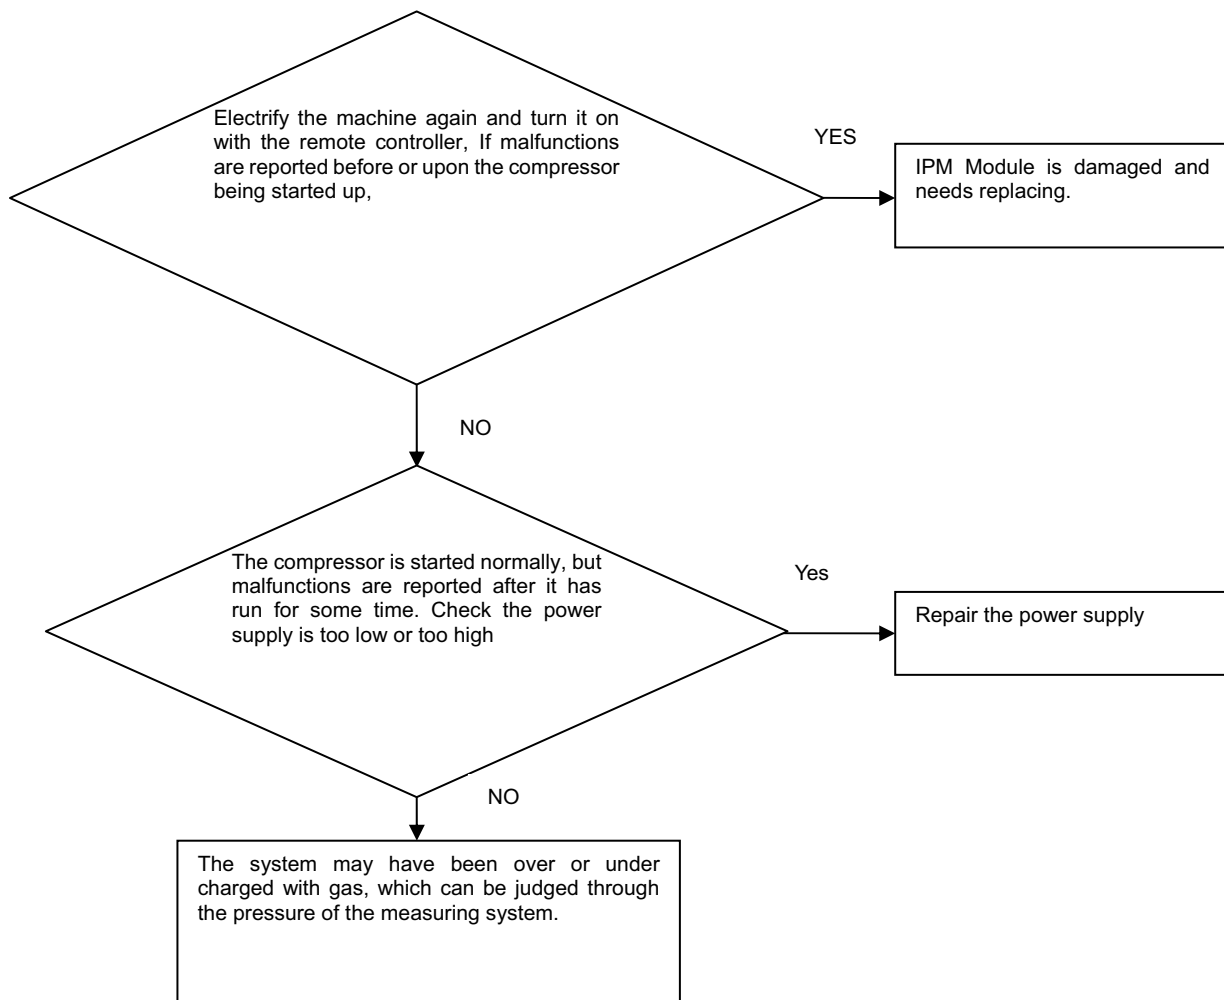 Electrify the machine again and turn it on
with the remote controller, If malfunctions
are reported before or upon the compressor
being started up,
YES
IPM Module is damaged and
needs replacing.
NO
The compressor is started normally, but
malfunctions are reported after it has
run for some time. Check the power
supply is too low or too high
Yes
Repair the power supply
NO
The system may have been over or under
charged with gas, which can be judged through
the pressure of the measuring system.